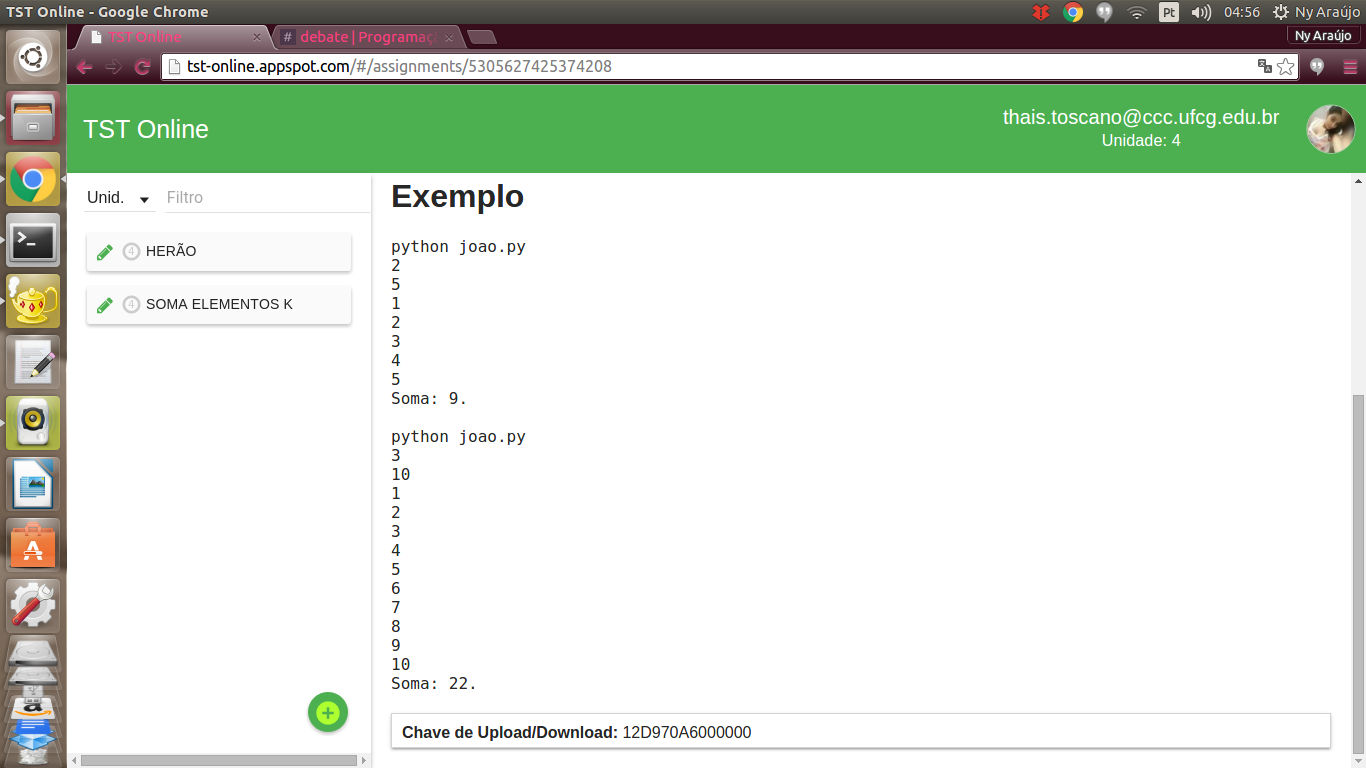 TST Online - Google Chrome
Pt
04:56
Ny Araújo
TST Online
# debate | Programaç
Ny Araújo
tst-online.appspot.com/#/assignments/5305627425374208
TST Online
thais.toscano@ccc.ufcg.edu.br
Unidade: 4
Unid.
Filtro
4 HERÃO
4 SOMA ELEMENTOS K
Exemplo
python joao.py
2
5
1
2
3
4
5
Soma: 9.
python joao.py
3
10
1
2
3
4
5
6
7
8
9
10
Soma: 22.
Chave de Upload/Download: 12D970A6000000